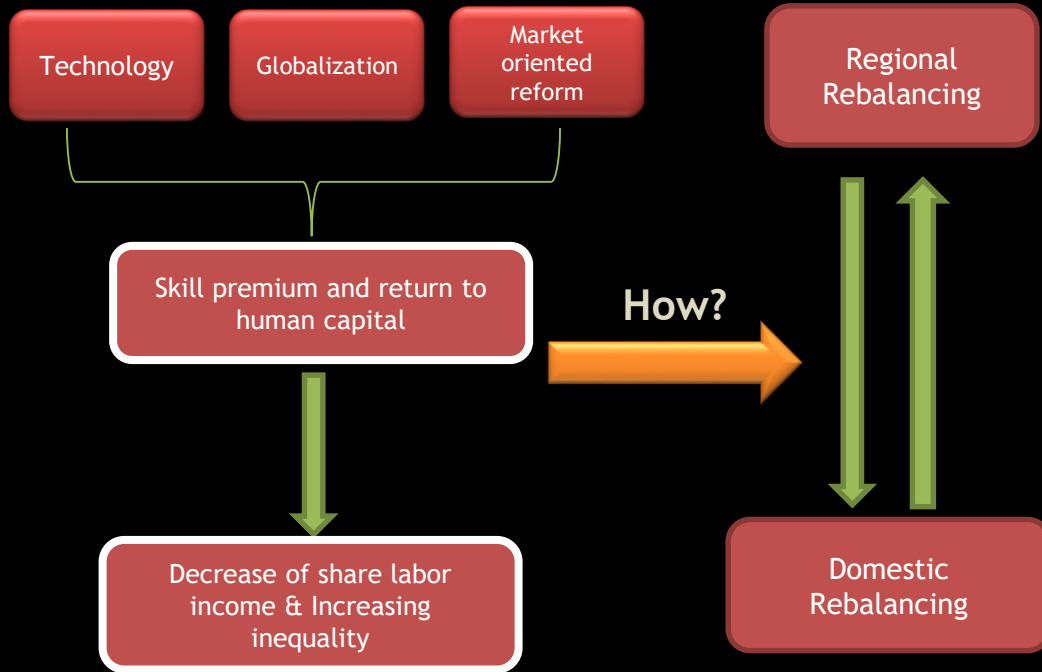 Technology
Globalization
Market
oriented
reform
Regional
Rebalancing
Skill premium and return to
human capital
How?
Decrease of share labor
income & Increasing
inequality
Domestic
Rebalancing